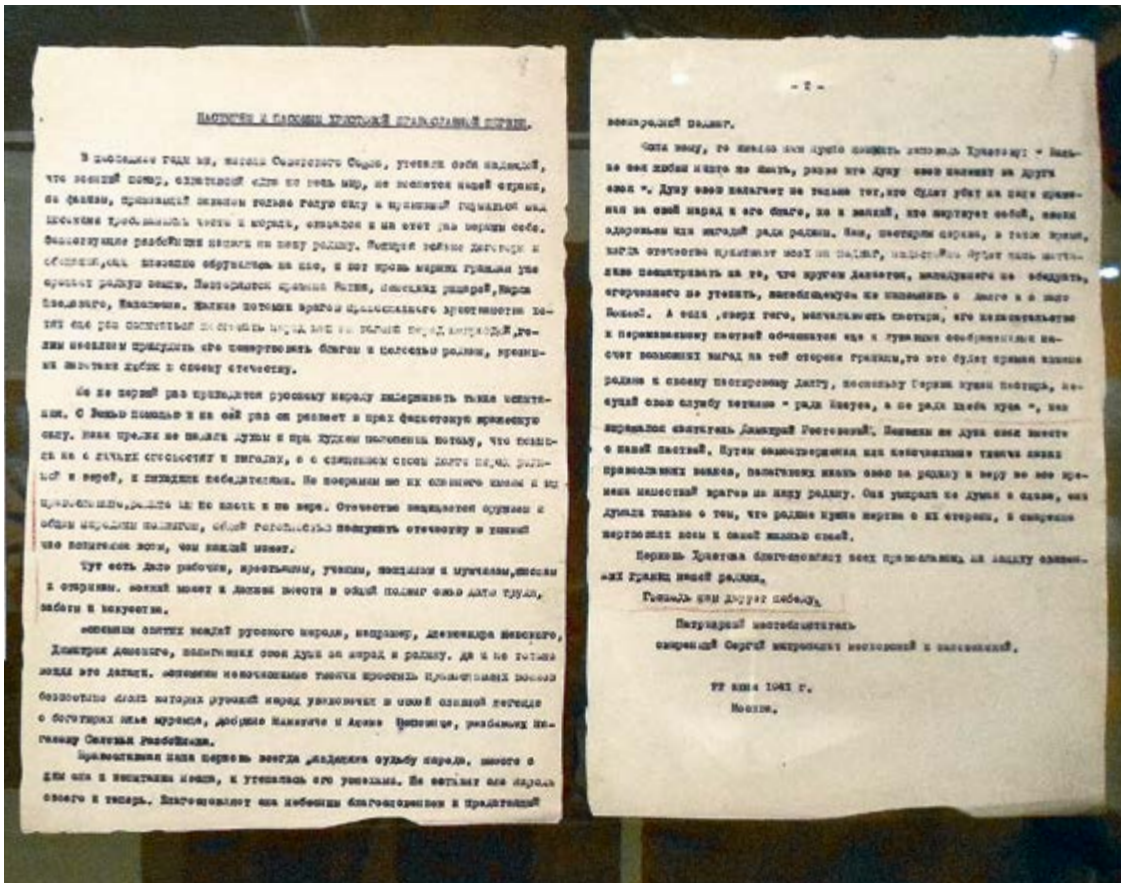 ПАСТЫРЯМ И ПАСОМЫМ ХРИСТОВОЙ ПРАВОСЛАВНОЙ ЦЕРКВИ.
В последние годы мы, жители Советского Союза, утешали себя надеждой,
что военный пожар, охвативший едва не весь мир, не коснется нашей страны,
но фашизм, признающий законом только голую силу и привыкший глумиться над
высокими требованиями чести и морали, оказался и на этот раз верным себе.
Фашиствующие разбойники напали на нашу родину. Попирая всякие договоры и
обещания, они внезапно обрушились на нас, и вот кровь мирных граждан уже
орошает родную землю. Повторяются времена Батыя, немецких рыцарей, Карла
Шведского, Наполеона. Жалкие потомки врагов православного христианства хо-
тят еще раз попытаться поставить народ наш на колени перед неправдой, го-
лым насилием принудить его пожертвовать благом и целостью родины, кровны-
ми заветами любви к своему отечеству.
Но не первый раз приходится русскому народу выдерживать такие испыта-
ния. С Божьею помощью и на сей раз он развеет в прах фашистскую вражескую
силу. Наши предки не падали духом и при худшем положении потому, что помни-
ли не о личных опасностях и выгодах, а о священном своем долге перед роди-
ной и верой, и выходили победителями. Не посрамим же их славного имени и мы
православные, родные им по плоти и по вере. Отечество защищается оружием и
общим народным подвигом, общей готовностью послужить отечеству в тяжкий
час испытания всем, чем каждый может.
Тут есть дело рабочим, крестьянам, ученым, женщинам и мужчинам, юношам
и старикам. Всякий может и должен внести в общий подвиг свою долю труда,
заботы и искусства.
Вспомним святых вождей русского народа, например, Александра Невского,
Димитрия Донского, полагавших свои души за народ и родину. Да и не только
вожди это делали. Вспомним неисчислимые тысячи простых православных воинов
безвестные имена которых русский народ увековечил в своей славной легенде
о богатырях Илье Муромце, Добрыне Никитиче и Алеше Поповиче, разбивших на-
голову Соловья Разбойника.
Православная наша церковь всегда разделяла судьбу народа. Вместе с
ним она и испытания несла, и утешалась его успехами. Не оставит она народа
своего и теперь. Благословляет она небесным благословением и предстоящий
- 2 -
всенародный подвиг.
Если кому, то именно нам нужно помнить заповедь Христову: " Боль-
ше сея любви никто не имать, разве кто душу свою положит за други
своя ". Душу свою полагает не только тот, кто будет убит на поле сраже-
ния за свой народ и его благо, но и всякий, кто жертвует собой, своим
здоровьем или выгодой ради родины. Нам, пастырям церкви, в такое время,
когда отечество призывает всех на подвиг, недостойно будет лишь молча-
ливо посматривать на то, что кругом делается, малодушного не ободрить,
огорченного не утешить, колеблющемуся не напомнить о долге и о воле
Божьей. А если, сверх того, молчаливость пастыря, его некасательство
к переживаемому паствой объяснится еще и лукавыми соображениями на-
счет возможных выгод на той стороне границы, то это будет прямая измена
родине и своему пастырскому долгу, поскольку Церкви нужен пастырь, не-
сущий свою службу истинно " ради Иисуса, а не ради хлеба куса ", как
выражался святитель Димитрий Ростовский. Положим же души свои вместе
с нашей паствой. Путем самоотвержения шли неисчислимые тысячи наших
православных воинов, полагавших жизнь свою за родину и веру во все вре-
мена нашествий врагов на нашу родину. Они умирали не думая о славе, они
думали только о том, что родине нужна жертва с их стороны, и смиренно
жертвовали всем и самой жизнью своей.
Церковь Христова благословляет всех православных на защиту священ-
ных границ нашей родины.
Господь нам дарует победу.
Патриарший местоблюститель
смиренный Сергий митрополит московский и коломенский.
22 июня 1941 г.
Москва.